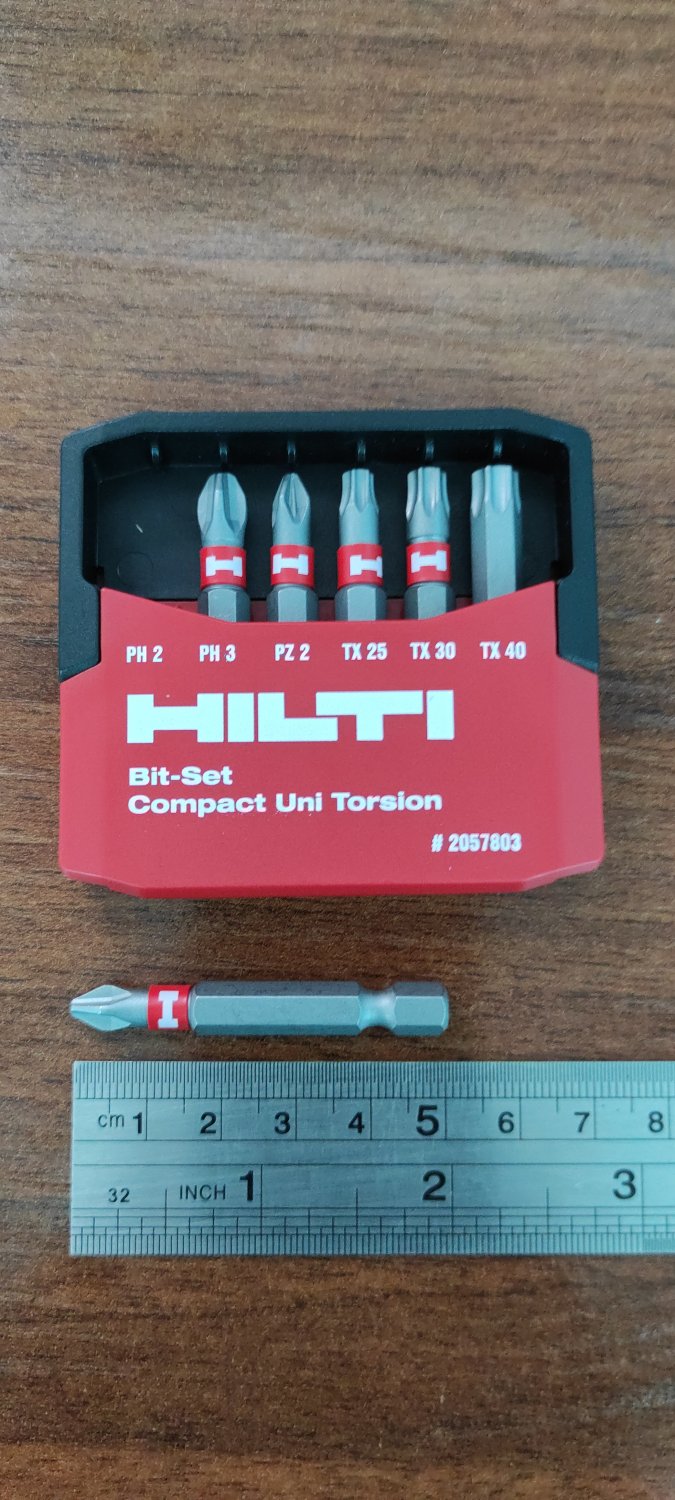 PH 2 PH 3 PZ 2 TX 25 TX 30 TX 40
HILTI
Bit-Set
Compact Uni Torsion
# 2057803
cm 1 2 3 4 5 6 7 8
32 INCH 1 2 3